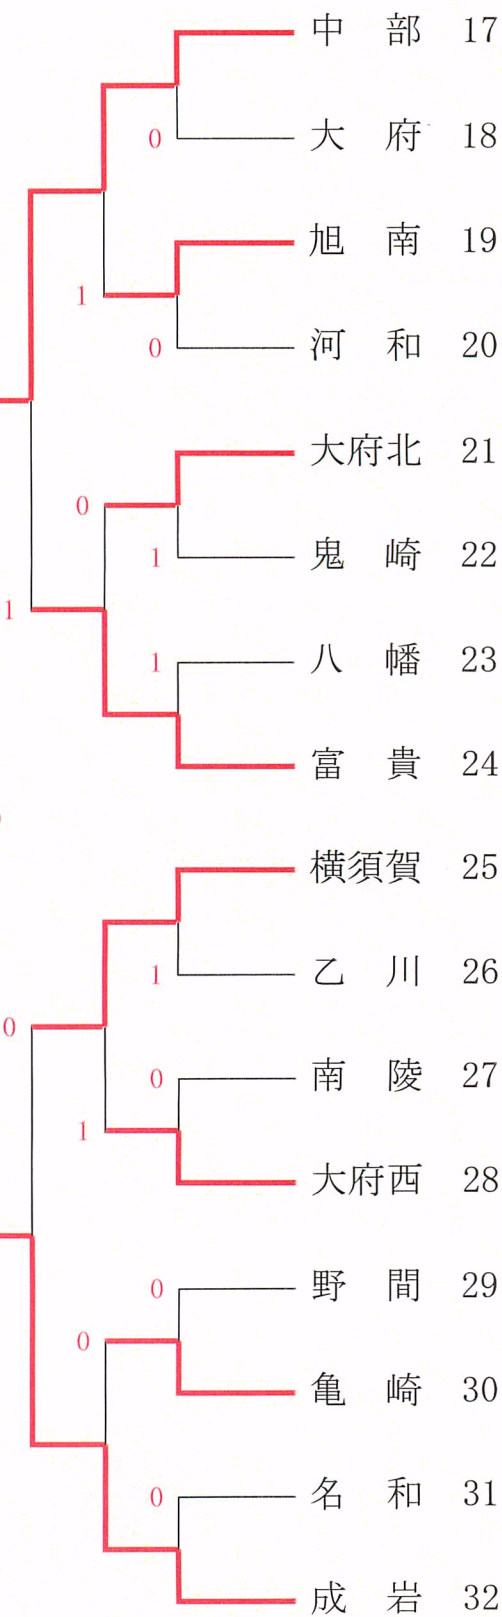 中部 17
0
大府 18
旭南 19
1
0
河和 20
大府北 21
0
1
鬼崎 22
1
1
八幡 23
富貴 24
横須賀 25
1
乙川 26
0
0
南陵 27
1
大府西 28
0
野間 29
0
亀崎 30
0
名和 31
成岩 32